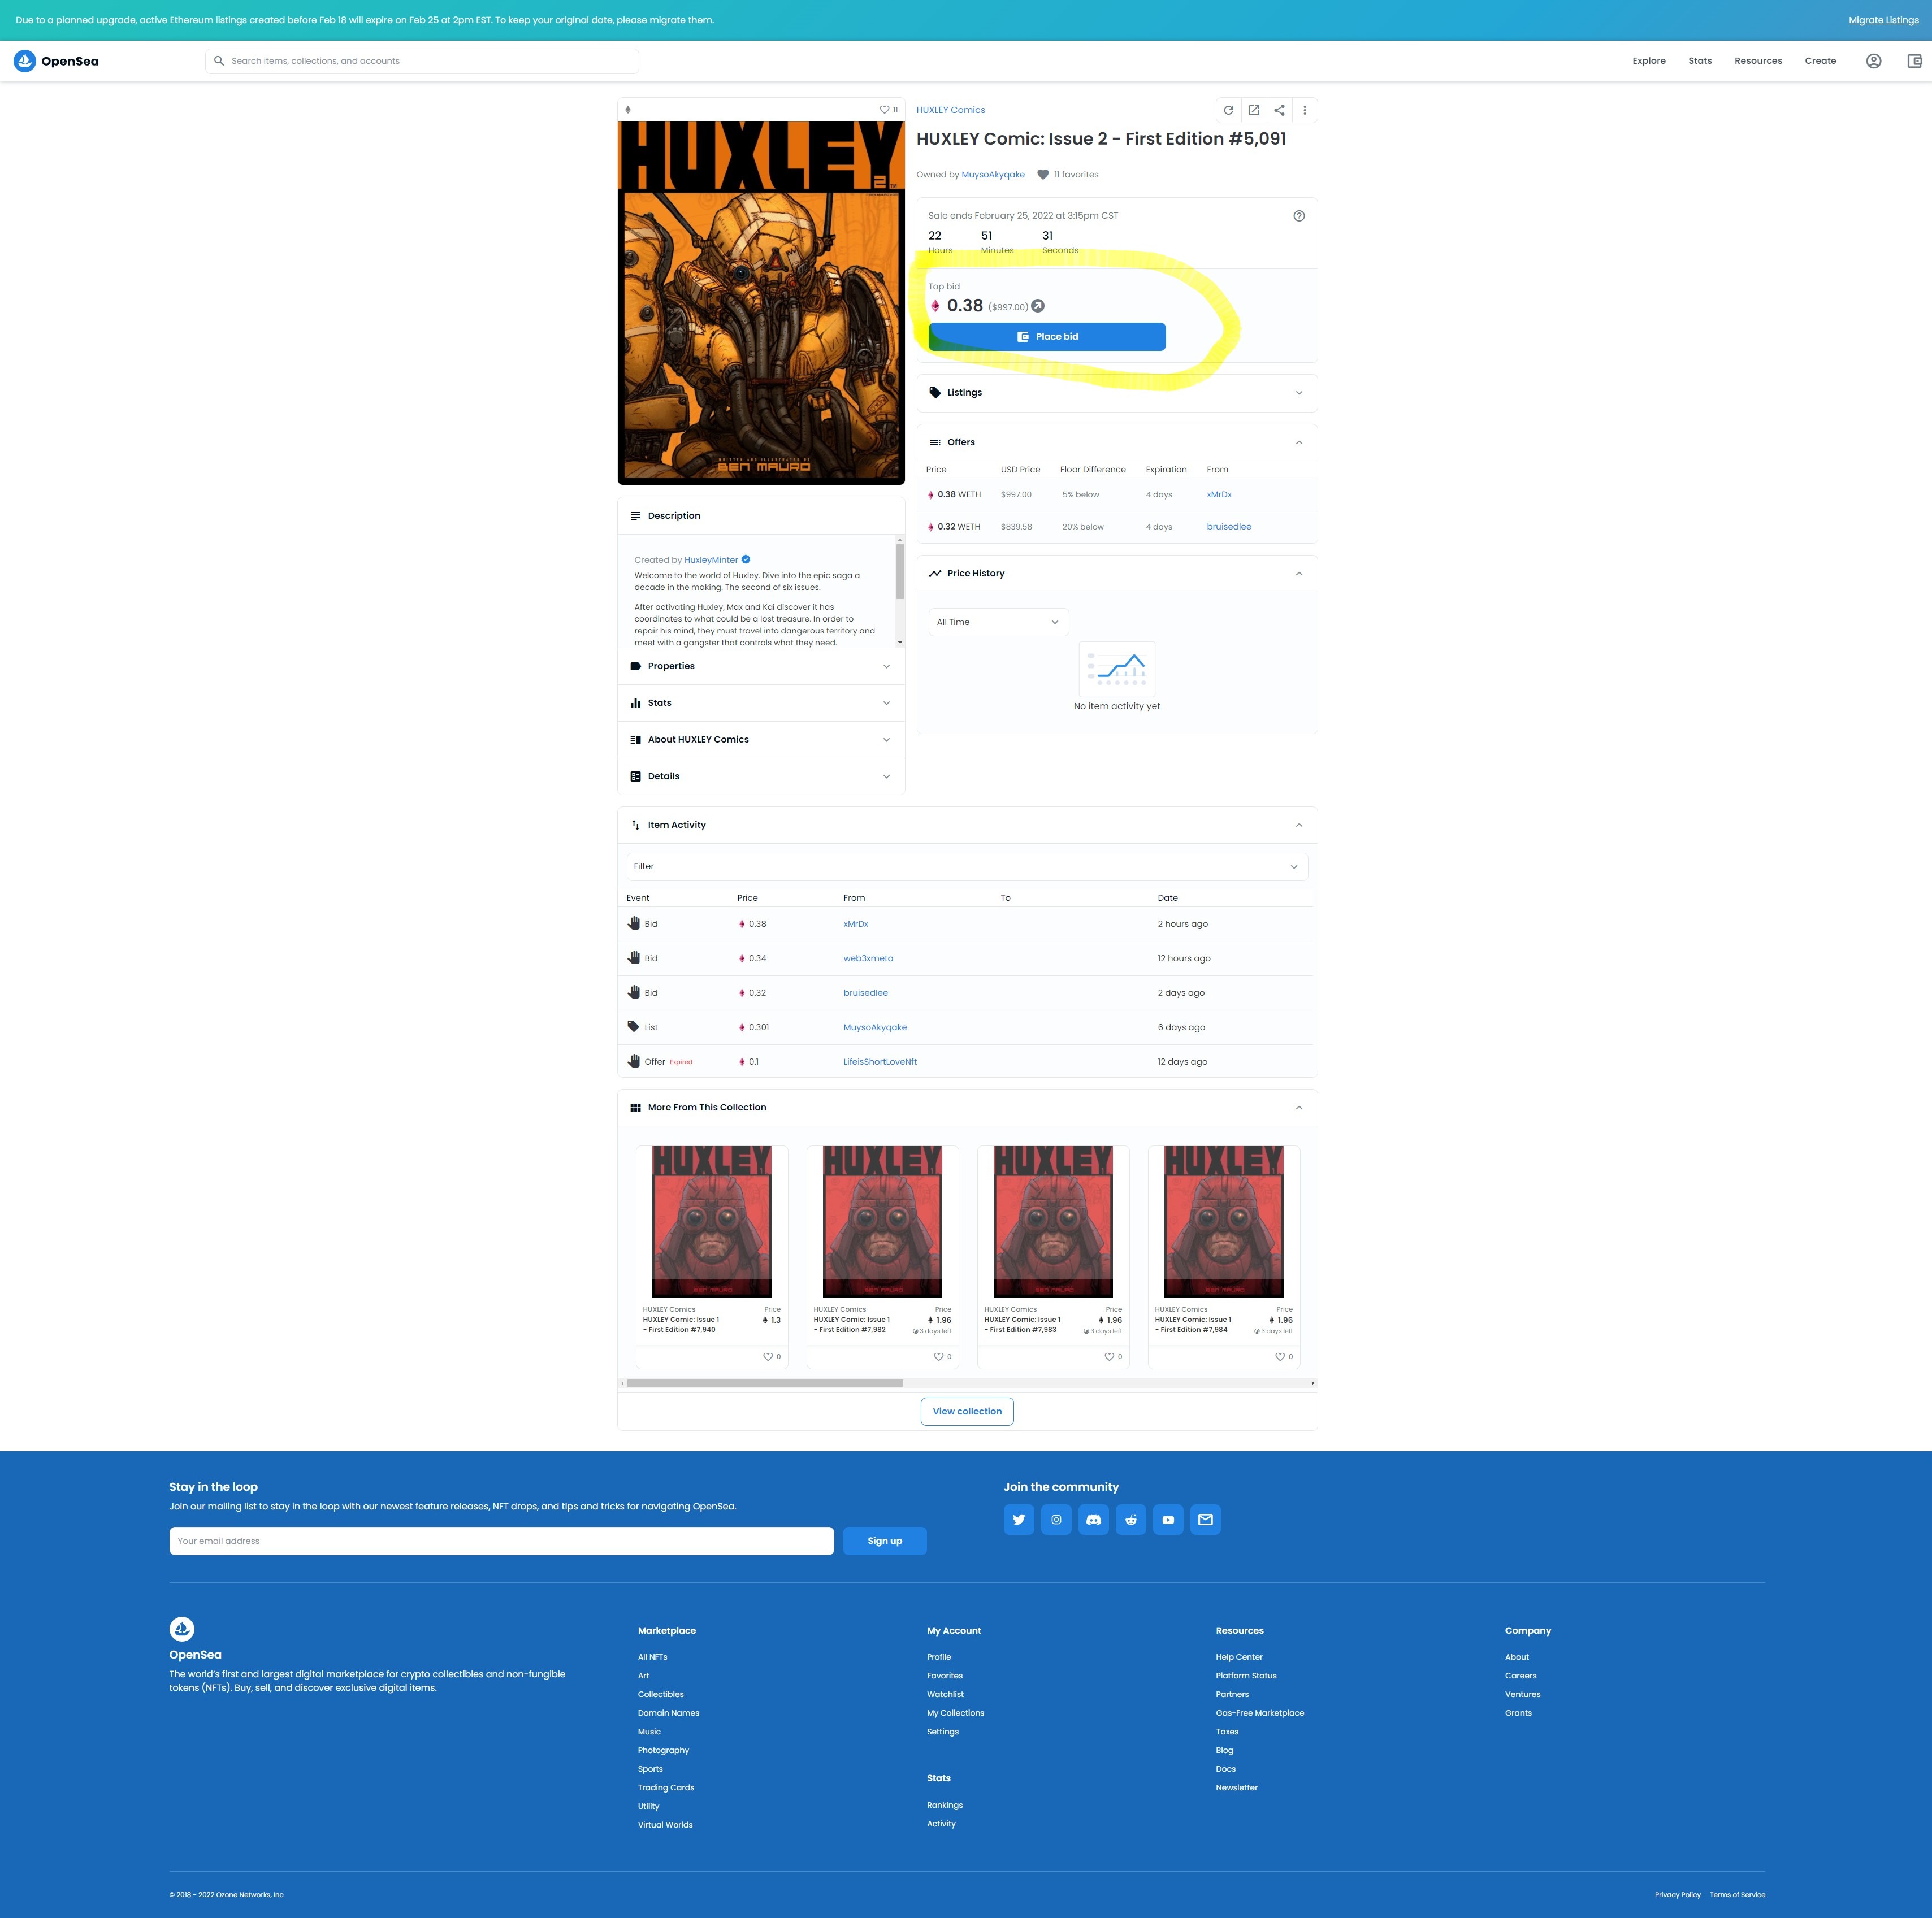 Due to a planned upgrade, active Ethereum listings created before Feb 18 will expire on Feb 25 at 2pm EST. To keep your original date, please migrate them.
Migrate Listings
OpenSea
Search items, collections, and accounts
Explore
Stats
Resources
Create
11
HUXLEY
2
TM
WRITTEN AND ILLUSTRATED BY
BEN MAURO
HUXLEY Comics
HUXLEY Comic: Issue 2 - First Edition #5,091
Owned by MuysoAkyqake
11 favorites
Sale ends February 25, 2022 at 3:15pm CST
22 51 31
Hours Minutes Seconds
Top bid
0.38 ($997.00)
Place bid
Listings
Offers
Price USD Price Floor Difference Expiration From
0.38 WETH $997.00 5% below 4 days xMrDx
0.32 WETH $839.58 20% below 4 days bruisedlee
Price History
All Time
No item activity yet
Description
Created by HuxleyMinter
Welcome to the world of Huxley. Dive into the epic saga a
decade in the making. The second of six issues.
After activating Huxley, Max and Kai discover it has
coordinates to what could be a lost treasure. In order to
repair his mind, they must travel into dangerous territory and
meet with a gangster that controls what they need.
Properties
Stats
About HUXLEY Comics
Details
Item Activity
Filter
Event Price From To Date
Bid 0.38 xMrDx 2 hours ago
Bid 0.34 web3xmeta 12 hours ago
Bid 0.32 bruisedlee 2 days ago
List 0.301 MuysoAkyqake 6 days ago
Offer Expired 0.1 LifeisShortLoveNft 12 days ago
More From This Collection
HUXLEY 1
BEN MAURO
HUXLEY Comics Price
HUXLEY Comic: Issue 1 1.3
- First Edition #7,940
0
HUXLEY 1
BEN MAURO
HUXLEY Comics Price
HUXLEY Comic: Issue 1 1.96
- First Edition #7,982 3 days left
0
HUXLEY 1
BEN MAURO
HUXLEY Comics Price
HUXLEY Comic: Issue 1 1.96
- First Edition #7,983 3 days left
0
HUXLEY 1
BEN MAURO
HUXLEY Comics Price
HUXLEY Comic: Issue 1 1.96
- First Edition #7,984 3 days left
0
View collection
Stay in the loop
Join our mailing list to stay in the loop with our newest feature releases, NFT drops, and tips and tricks for navigating OpenSea.
Your email address
Sign up
Join the community
OpenSea
The world's first and largest digital marketplace for crypto collectibles and non-fungible
tokens (NFTs). Buy, sell, and discover exclusive digital items.
Marketplace
All NFTs
Art
Collectibles
Domain Names
Music
Photography
Sports
Trading Cards
Utility
Virtual Worlds
My Account
Profile
Favorites
Watchlist
My Collections
Settings
Stats
Rankings
Activity
Resources
Help Center
Platform Status
Partners
Gas-Free Marketplace
Taxes
Blog
Docs
Newsletter
Company
About
Careers
Ventures
Grants
© 2018 - 2022 Ozone Networks, Inc
Privacy Policy
Terms of Service